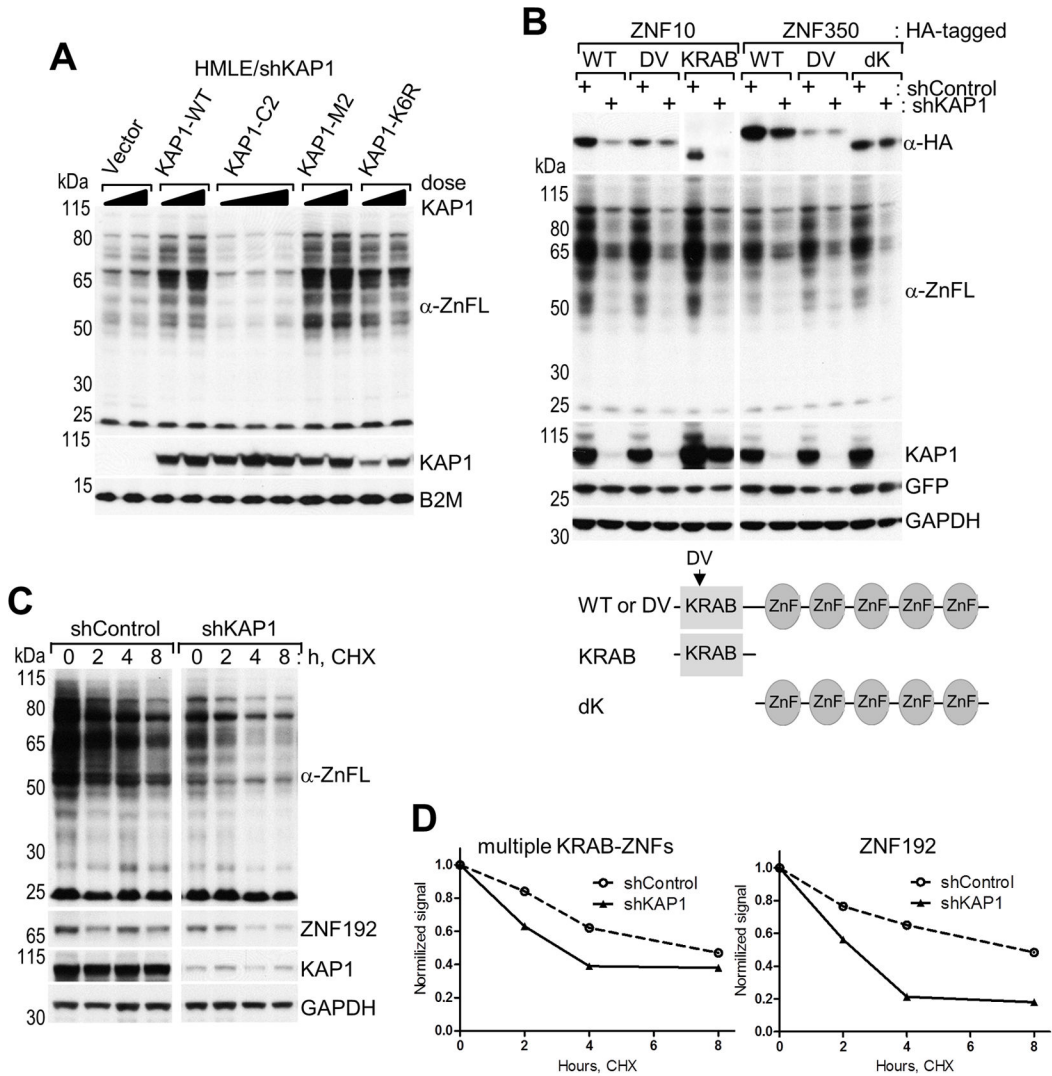 A
HMLE/shKAP1
Vector
KAP1-WT
KAP1-C2
KAP1-M2
KAP1-K6R
kDa
dose
115
KAP1
80
65
α-ZnFL
50
30
25
115
KAP1
15
B2M
B
ZNF10 ZNF350 : HA-tagged
WT DV KRAB WT DV dK
+ + + + + + : shControl
+ + + + + + : shKAP1
α-HA
kDa
115
80
65
α-ZnFL
50
30
25
115
KAP1
GFP
25
GAPDH
30
DV
WT or DV KRAB ZnF ZnF ZnF ZnF ZnF
KRAB KRAB
dK ZnF ZnF ZnF ZnF ZnF
C
shControl shKAP1
kDa 0 2 4 8 0 2 4 8 : h, CHX
115
80
65
α-ZnFL
50
30
25
ZNF192
65
115
KAP1
GAPDH
30
D
multiple KRAB-ZNFs
shControl
shKAP1
Normilized signal
1.0
0.8
0.6
0.4
0.2
0.0
0 2 4 6 8
Hours, CHX
ZNF192
shControl
shKAP1
Normilized signal
1.0
0.8
0.6
0.4
0.2
0.0
0 2 4 6 8
Hours, CHX